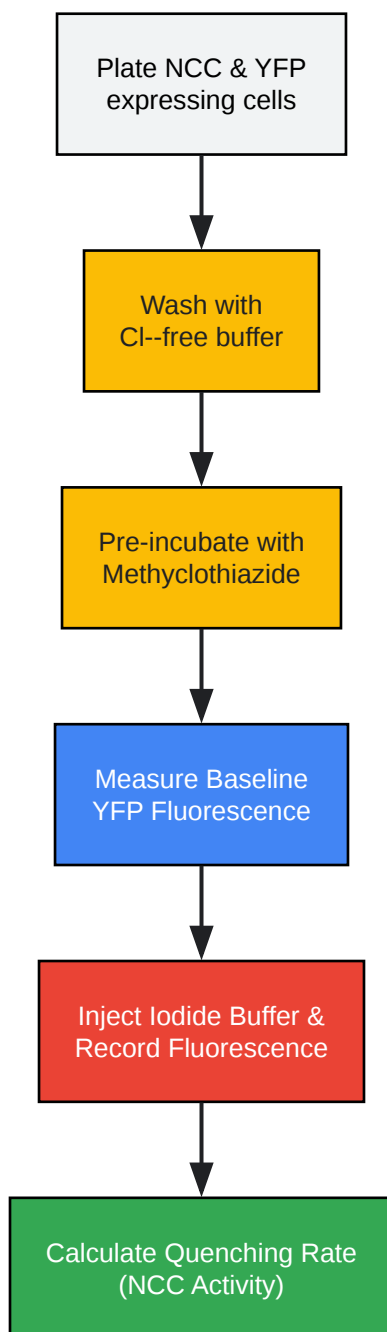 Plate NCC & YFP
expressing cells
Wash with
Cl--free buffer
Pre-incubate with
Methyclothiazide
Measure Baseline
YFP Fluorescence
Inject Iodide Buffer &
Record Fluorescence
Calculate Quenching Rate
(NCC Activity)